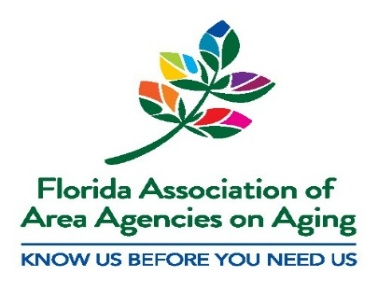 Florida Association of
Area Agencies on Aging
KNOW US BEFORE YOU NEED US